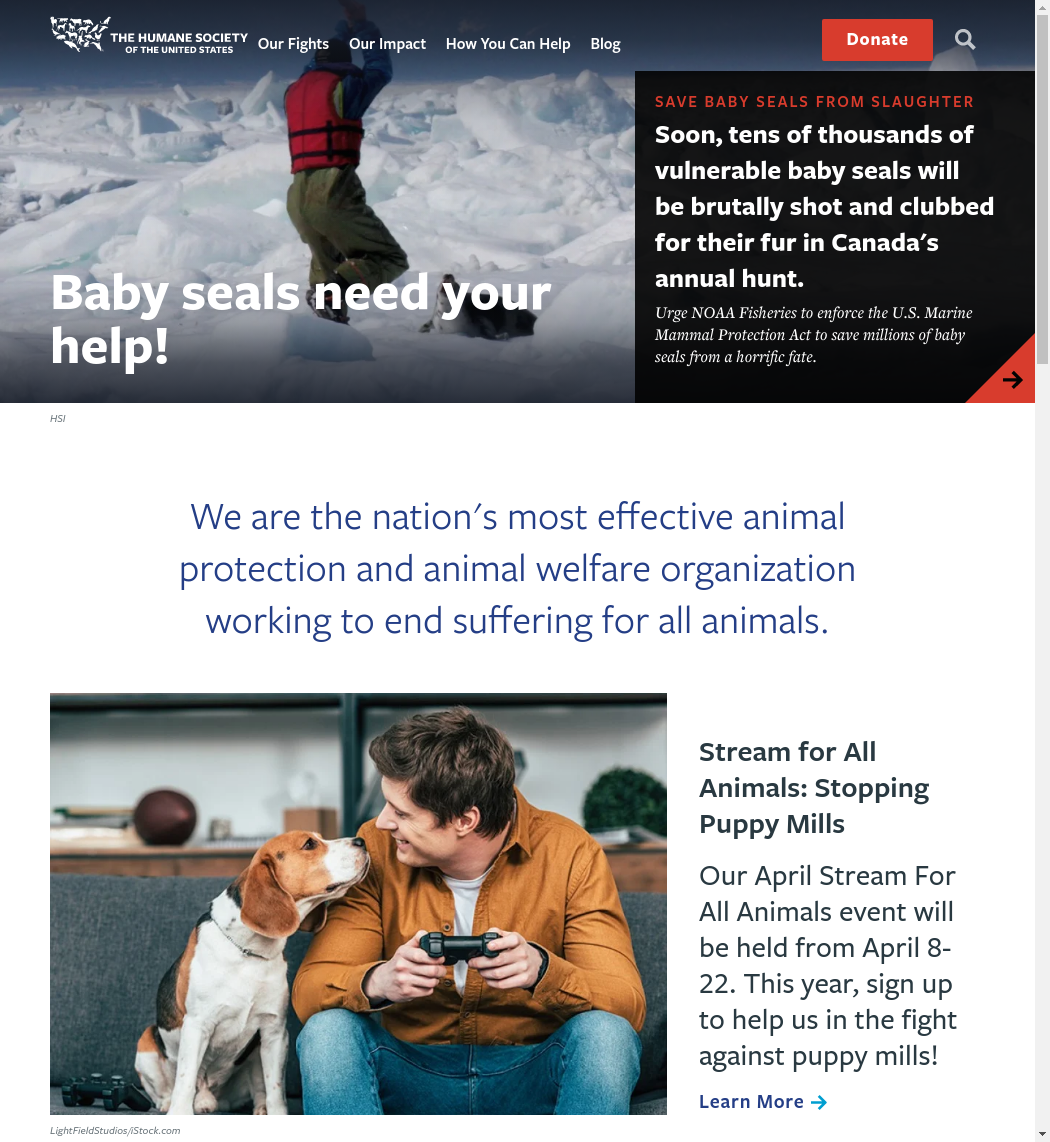 THE HUMANE SOCIETY
OF THE UNITED STATES
Our Fights
Our Impact
How You Can Help
Blog
Donate
Baby seals need your
help!
SAVE BABY SEALS FROM SLAUGHTER
Soon, tens of thousands of
vulnerable baby seals will
be brutally shot and clubbed
for their fur in Canada's
annual hunt.
Urge NOAA Fisheries to enforce the U.S. Marine
Mammal Protection Act to save millions of baby
seals from a horrific fate.
HSI
We are the nation's most effective animal
protection and animal welfare organization
working to end suffering for all animals.
Stream for All
Animals: Stopping
Puppy Mills
Our April Stream For
All Animals event will
be held from April 8-
22. This year, sign up
to help us in the fight
against puppy mills!
Learn More
LightFieldStudios/iStock.com